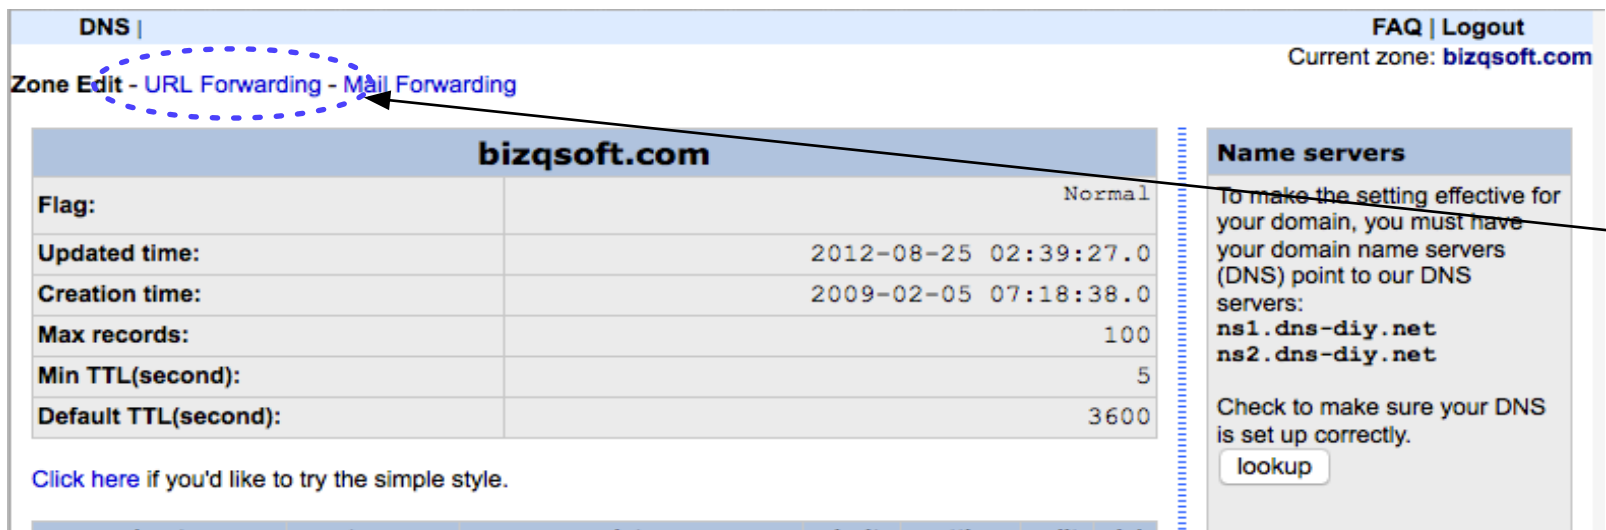 DNS |
FAQ | Logout
Current zone: bizqsoft.com
Zone Edit - URL Forwarding - Mail Forwarding
bizqsoft.com
Flag: Normal
Updated time: 2012-08-25 02:39:27.0
Creation time: 2009-02-05 07:18:38.0
Max records: 100
Min TTL(second): 5
Default TTL(second): 3600
Click here if you'd like to try the simple style.
Name servers
To make the setting effective for
your domain, you must have
your domain name servers
(DNS) point to our DNS
servers:
ns1.dns-diy.net
ns2.dns-diy.net
Check to make sure your DNS
is set up correctly.
lookup